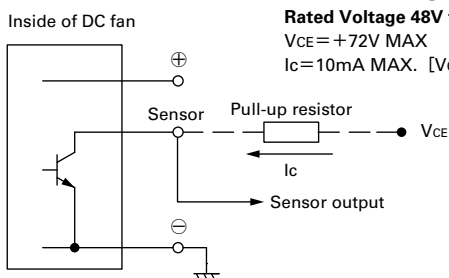 Inside of DC fan
Rated Voltage 48V
VCE=+72V MAX
Ic=10mA MAX. [V
⊕
Sensor
Pull-up resistor
VCE
Ic
Sensor output
⊖